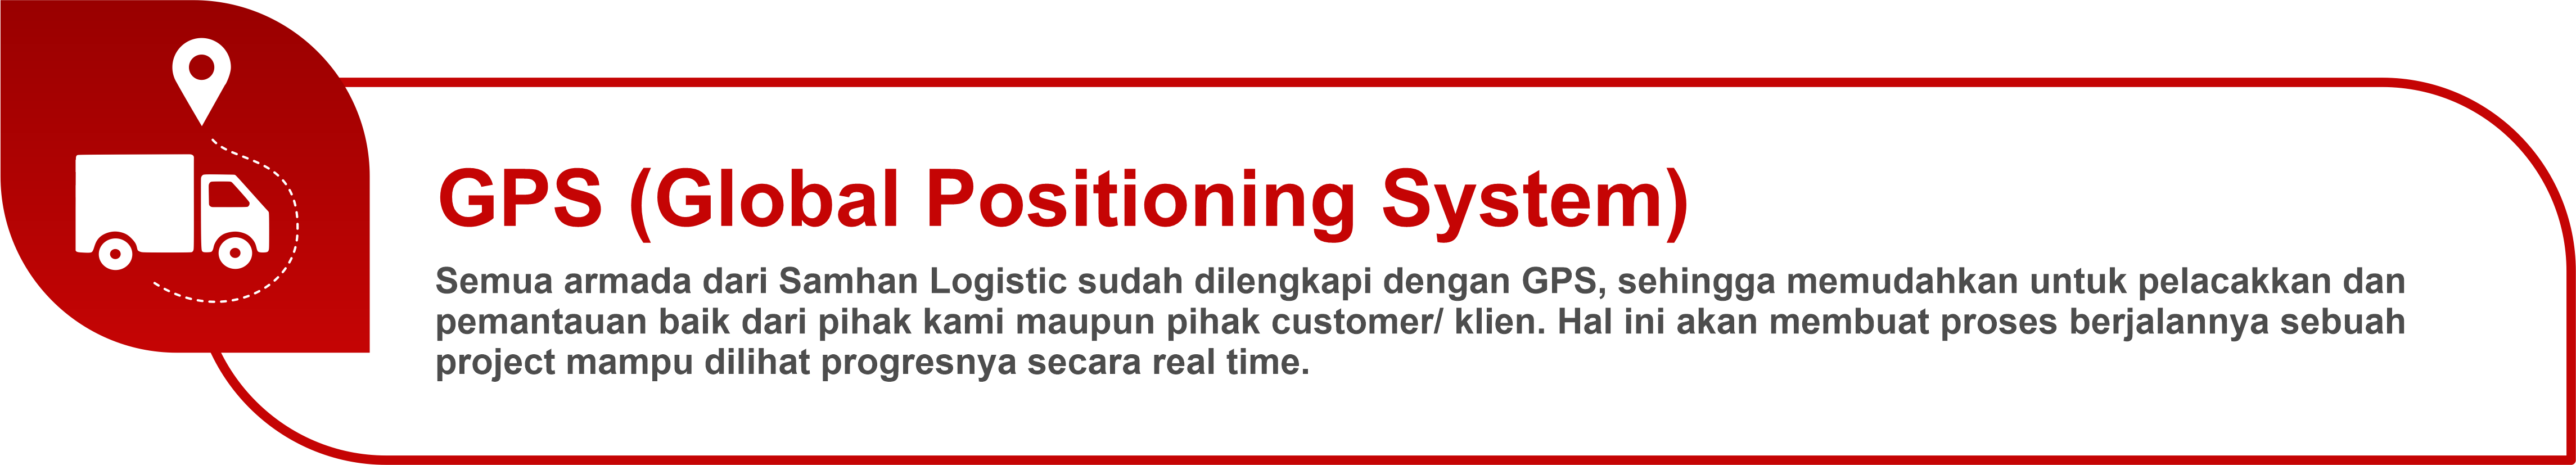 GPS (Global Positioning System)
Semua armada dari Samhan Logistic sudah dilengkapi dengan GPS, sehingga memudahkan untuk pelacakkan dan
pemantauan baik dari pihak kami maupun pihak customer/ klien. Hal ini akan membuat proses berjalannya sebuah
project mampu dilihat progresnya secara real time.